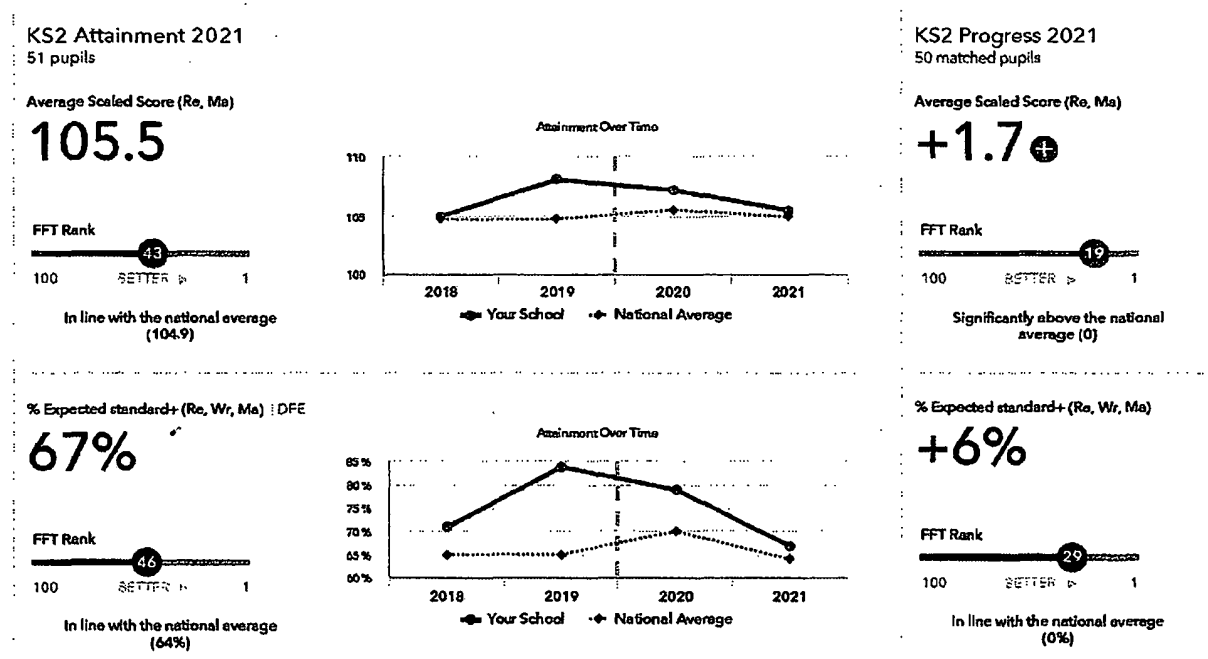 KS2 Attainment 2021
51 pupils
Average Scaled Score (Re, Ma)
105.5
FFT Rank
43
100 BETTER 1
In line with the national average
(104.9)
Attainment Over Time
110
105
100
2018 2019 2020 2021
Your School National Average
KS2 Progress 2021
50 matched pupils
Average Scaled Score (Re, Ma)
+1.7 +
FFT Rank
19
100 BETTER 1
Significantly above the national
average (0)
% Expected standard+ (Re, Wr, Ma) | DFE
67%
FFT Rank
46
100 BETTER 1
In line with the national average
(64%)
Attainment Over Time
85%
80%
75%
70%
65%
60%
2018 2019 2020 2021
Your School National Average
% Expected standard+ (Re, Wr, Ma)
+6%
FFT Rank
29
100 BETTER 1
In line with the national average
(0%)